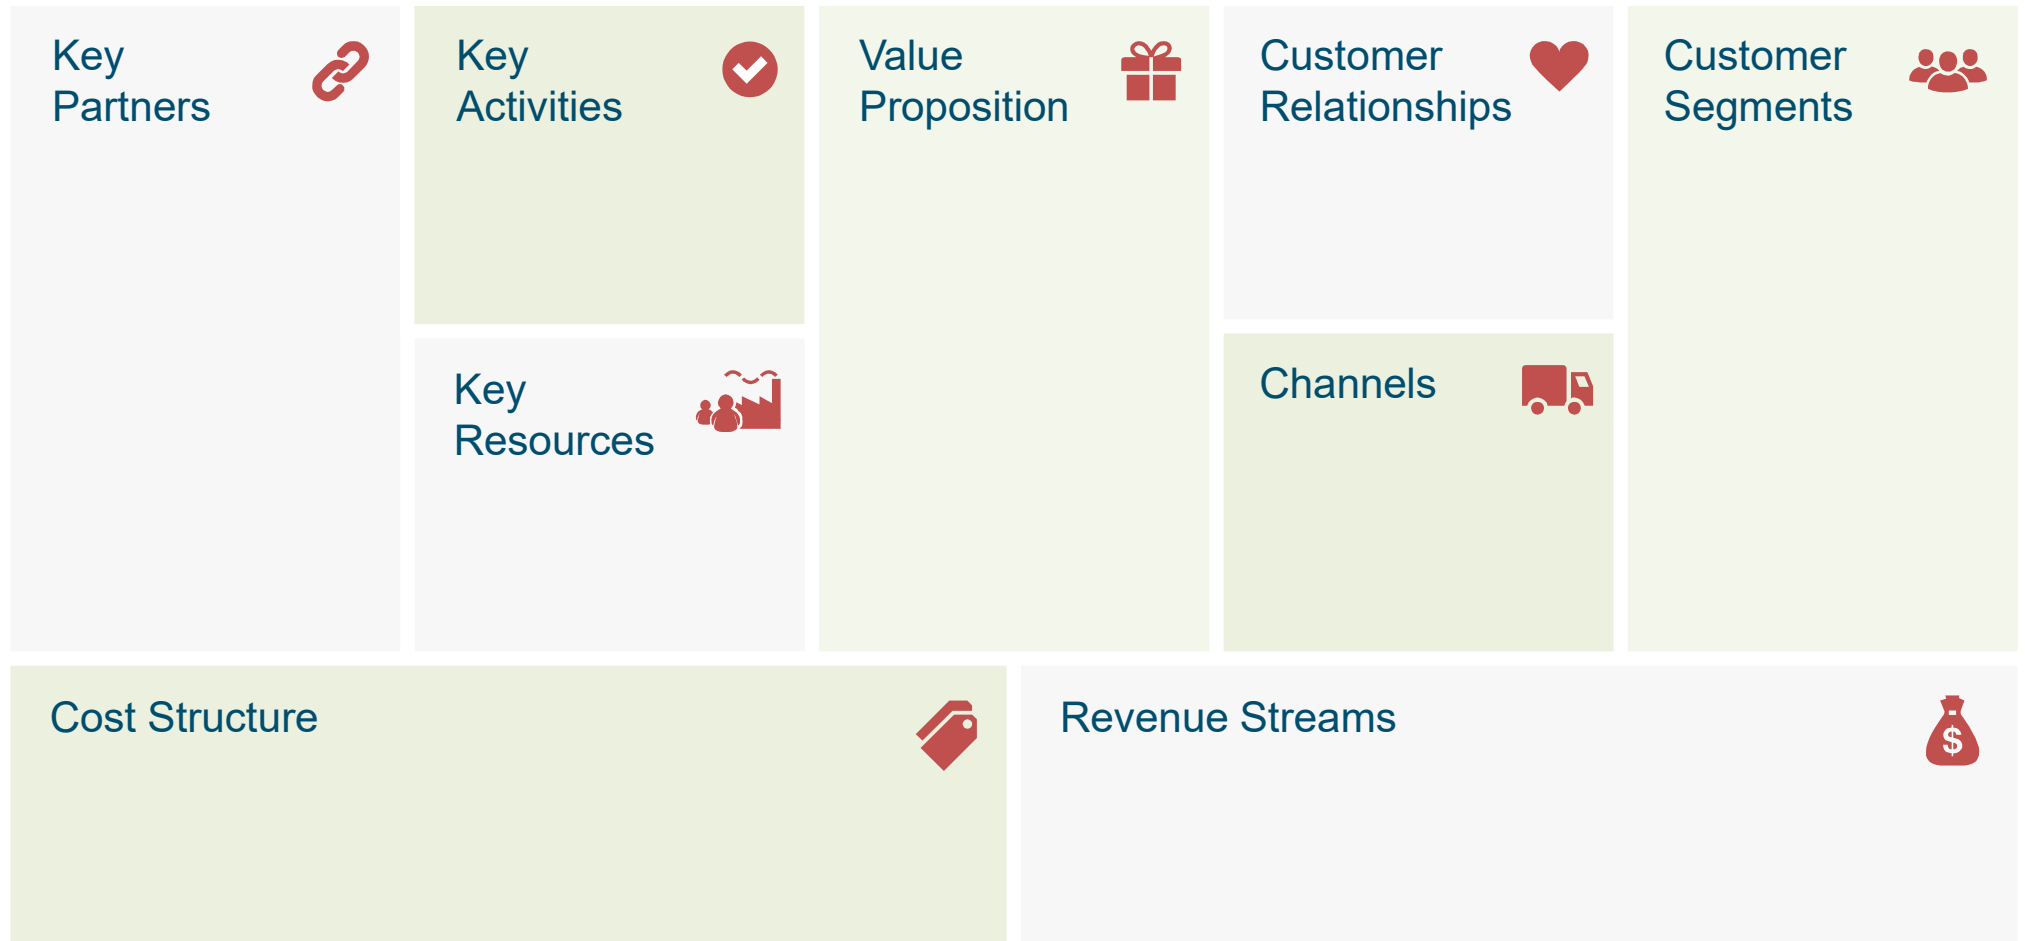 Key
Partners
Key
Activities
Key
Resources
Value
Proposition
Customer
Relationships
Channels
Customer
Segments
Cost Structure
Revenue Streams
$